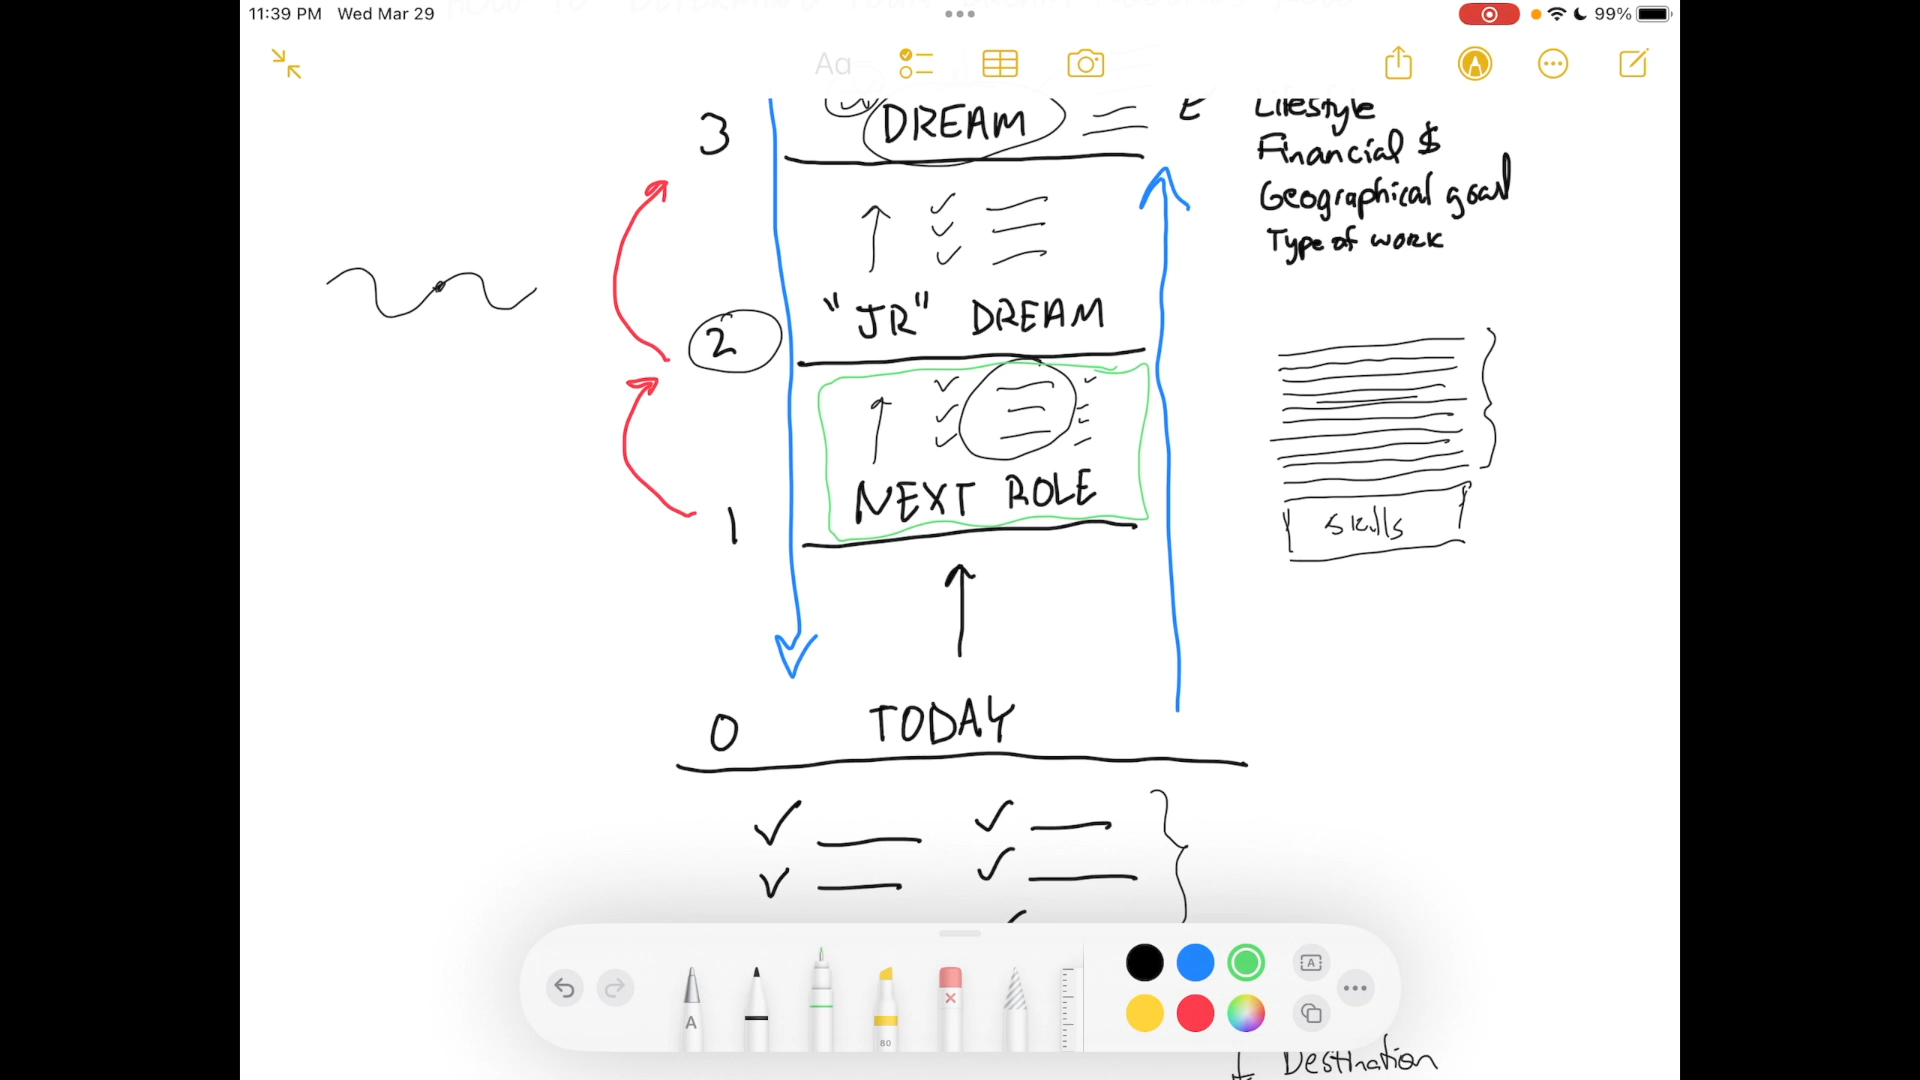 11:39 PM Wed Mar 29
99%
Aa
3 DREAM
Lifestyle
Financial $
Geographical goal
Type of work
"JR" DREAM
2
NEXT ROLE
1
Skills
0 TODAY
A
80
A
Destination